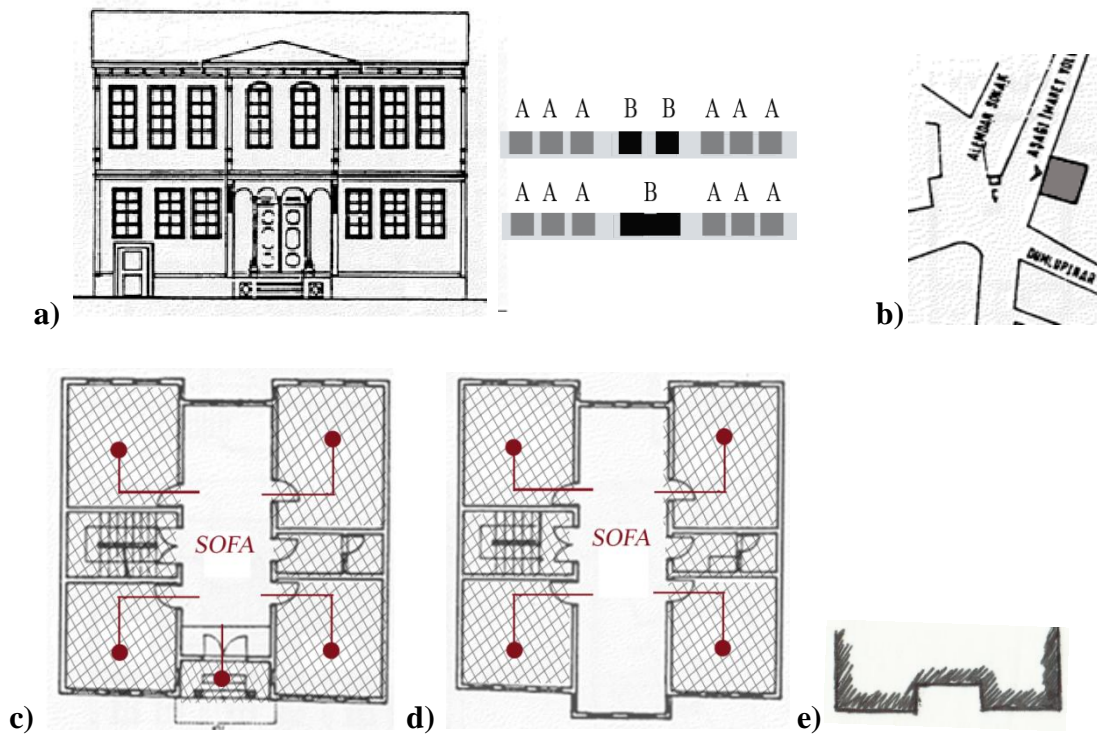 A A A B B A A A
A A A B A A A
a)
ALEMDAR SOKAK
AŞAĞI İMARET YOLU
DUMLUPINAR
b)
SOFA
c)
SOFA
d)
e)